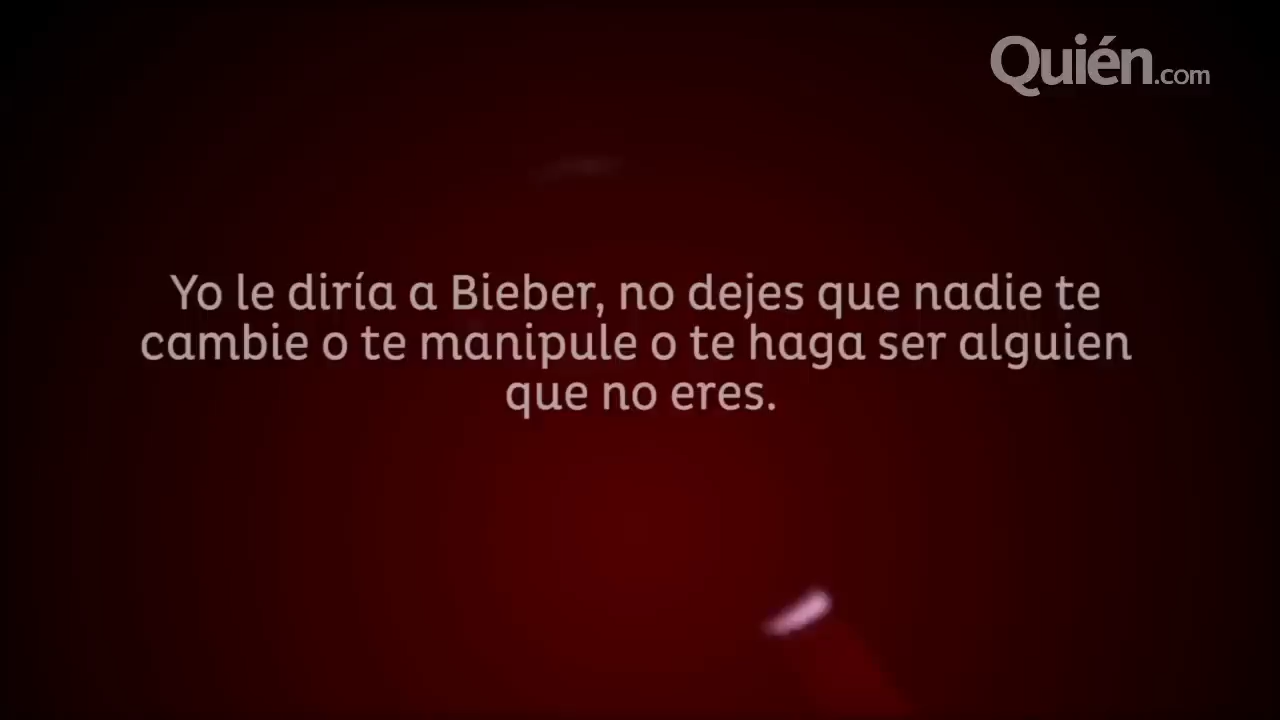 Quién.com
Yo le diría a Bieber, no dejes que nadie te
cambie o te manipule o te haga ser alguien
que no eres.